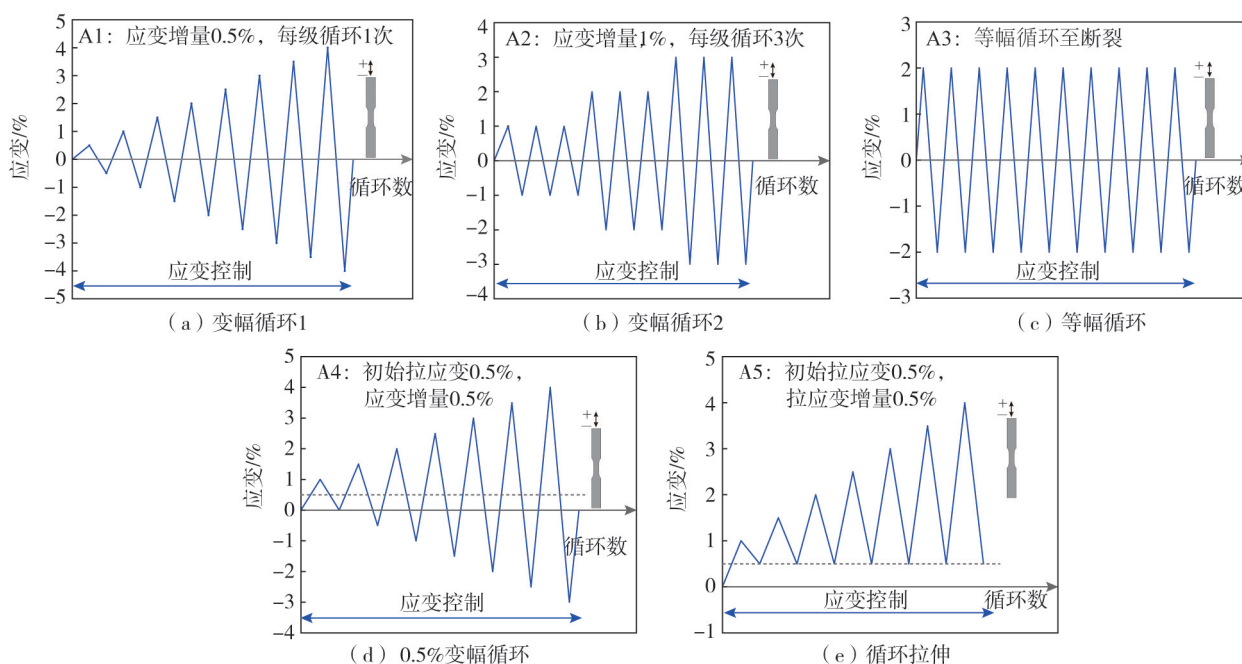 A1：应变增量0.5%，每级循环1次
5
4
3
2
1
0
−1
−2
−3
−4
−5
应变/%
+
−
循环数
应变控制
（a）变幅循环1
A2：应变增量1%，每级循环3次
4
3
2
1
0
−1
−2
−3
−4
应变/%
+
−
循环数
应变控制
（b）变幅循环2
A3：等幅循环至断裂
3
2
1
0
−1
−2
−3
应变/%
+
−
循环数
应变控制
（c）等幅循环
A4：初始拉应变0.5%，
应变增量0.5%
5
4
3
2
1
0
−1
−2
−3
−4
应变/%
+
−
循环数
应变控制
（d）0.5%变幅循环
A5：初始拉应变0.5%，
拉应变增量0.5%
5
4
3
2
1
0
−1
应变/%
+
−
应变控制
循环数
（e）循环拉伸